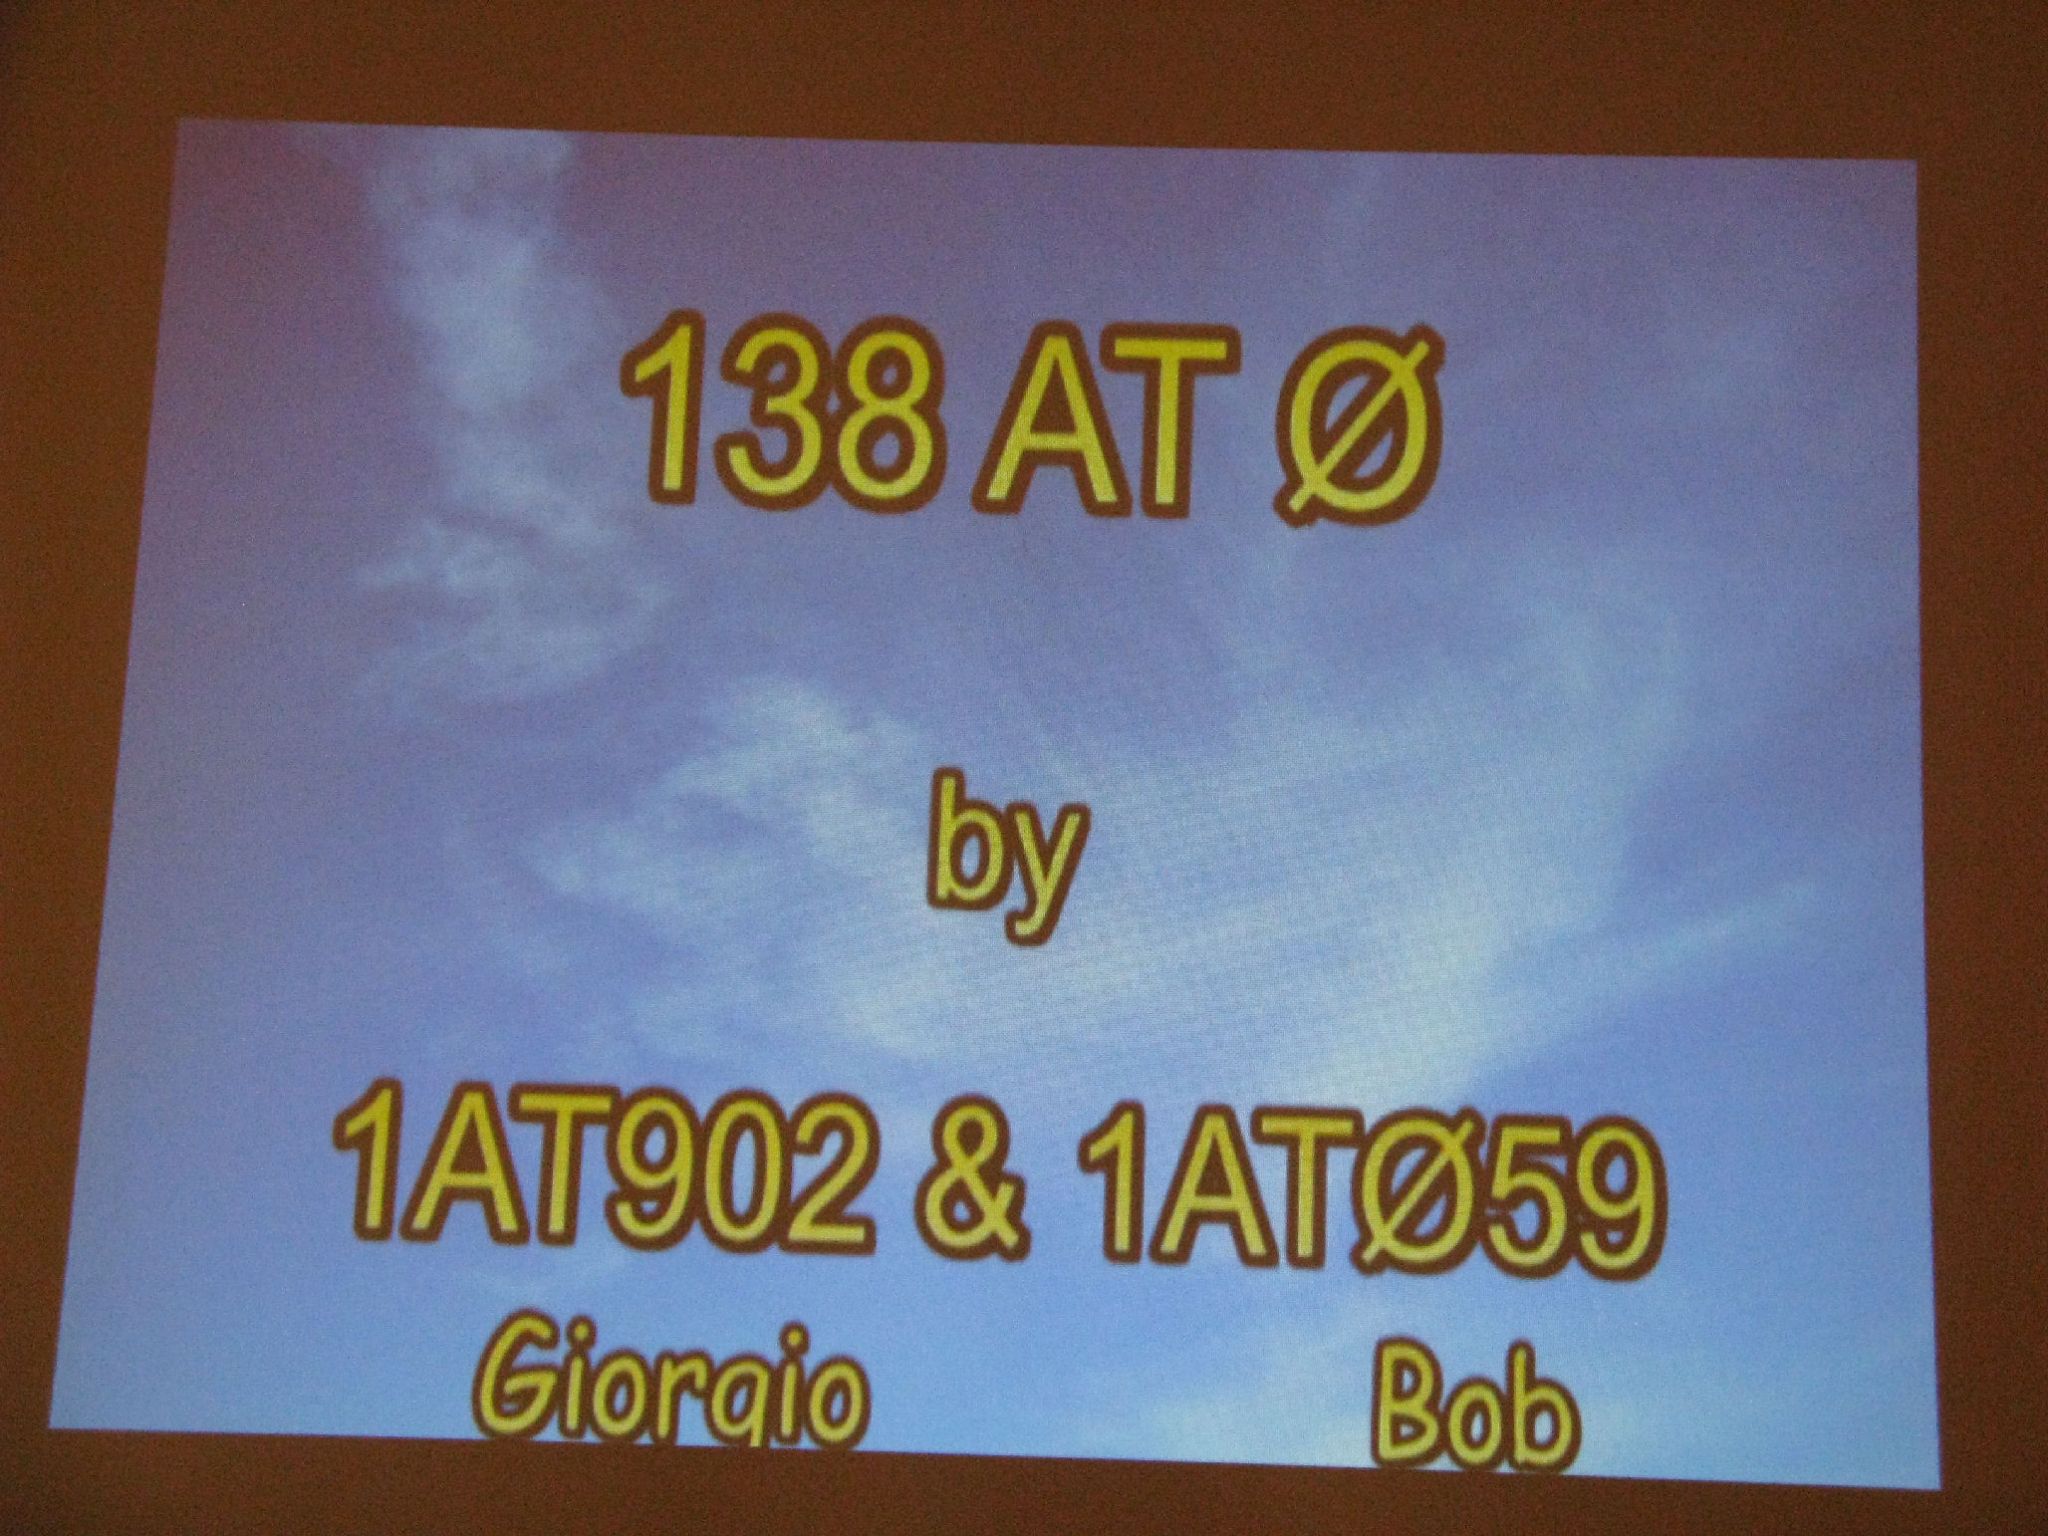 138 AT Ø
by
1AT902 & 1ATØ59
Giorgio Bob